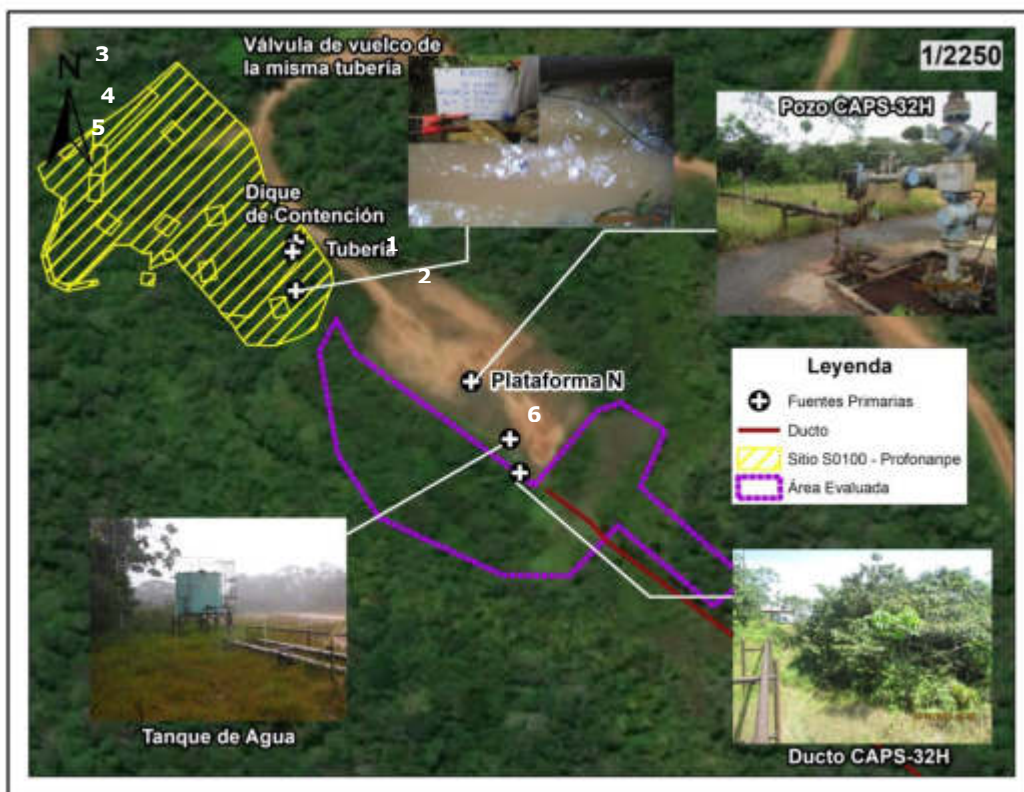 3
N
4
5
Válvula de vuelco de
la misma tubería
1/2250
Pozo CAPS-32H
Dique
de Contención
Tubería
1
2
Plataforma N
6
Leyenda
Fuentes Primarias
Ducto
Sitio S0100 - Profonanpe
Área Evaluada
Tanque de Agua
Ducto CAPS-32H